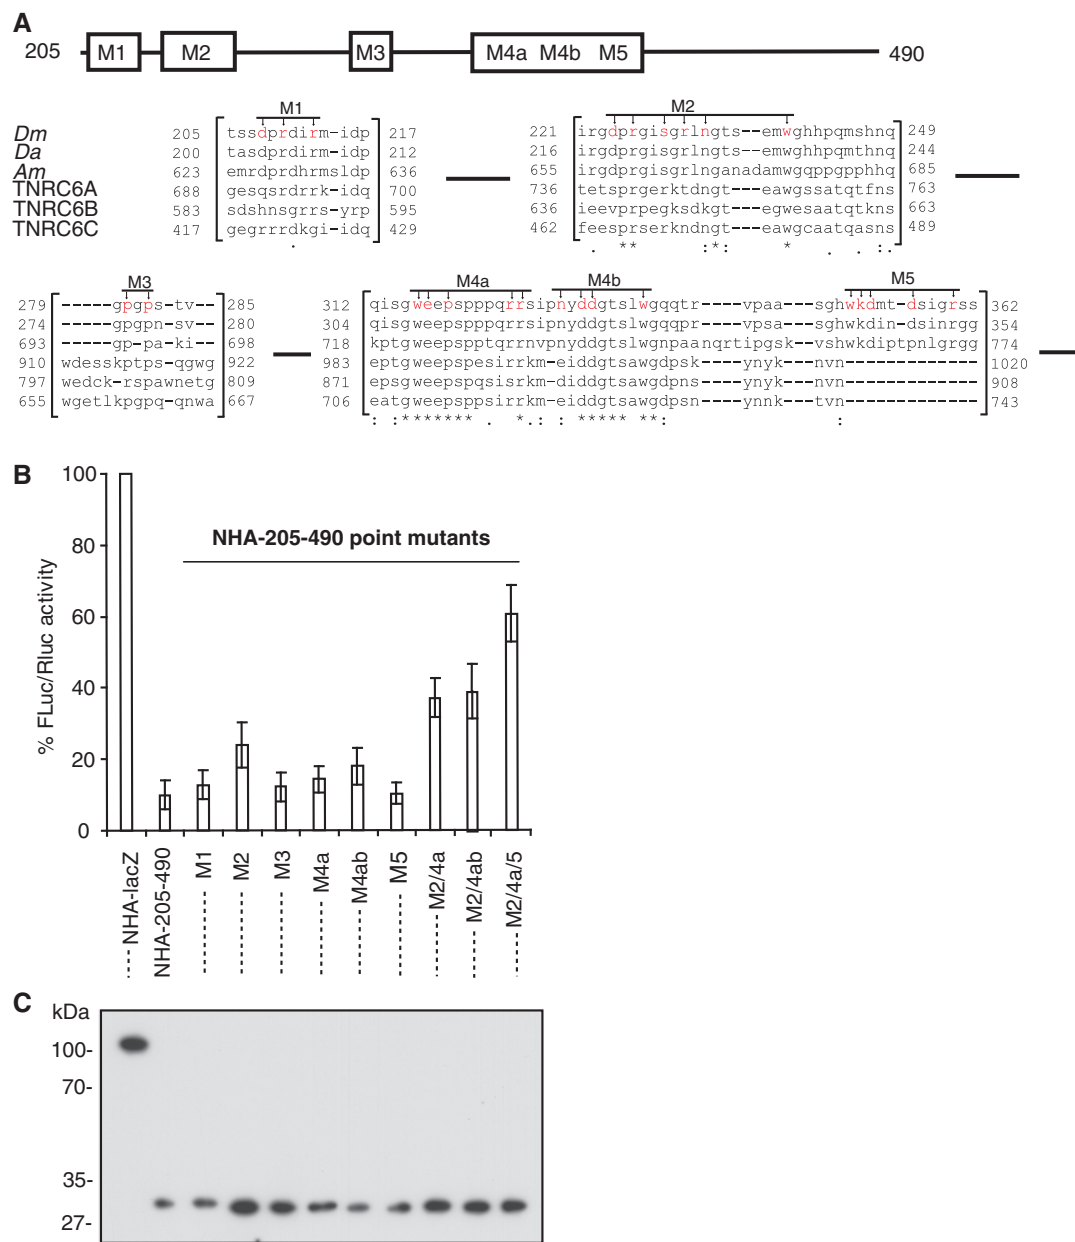 A
205 M1 M2 M3 M4a M4b M5 490
M1
Dm 205 tssdprdirm-idp 217
Da 200 tasdprdirm-idp 212
Am 623 emrdprdhrmsldp 637
TNRC6A 688 gesqsrdrrk-idq 700
TNRC6B 583 sdshnsgrrs-yrp 595
TNRC6C 417 gegrrrdkgi-idq 429
.
M2
221 irgdprgisgrlngts--emwghhpqmshnq 249
216 irgdprgisgrlngts--emwghhpqmthnq 244
655 irgdprgisgrlnganadamwgqppgpphhq 685
736 tetsprgerktdngt---eawgssatqtfns 763
636 ieevprpegksdkgt---egwesaatqtkns 663
462 feesprserkndngt---eawgcaatqasns 489
. ** :*: * . . :.
M3
279 -----gpgps-tv-- 285
274 -----gpgpn-sv-- 280
693 -----gp-pa-ki-- 698
910 wdesskptps-qgwg 922
797 wedck-rspawnetg 809
655 wgetlkpgpq-qnwa 667
M4a M4b M5
312 qisgweepspppqrrsipnyddgtslwgqqtr----vpaa---sghwkdmt-dsigrss 362
304 qisgweepspppqrrsipnyddgtslwgqqpr----vpsa---sghwkdin-dsinrgg 354
718 kptgweepspptqrrnvpnyddgtslwgnpaanqrtipgsk--vshwkdiptpnlgrgg 774
983 eptgweepspesirrkm-eiddgtsawgdpsk----ynyk---nvn------------- 1020
871 epsgweepspqsisrkm-diddgtsawgdpns----ynyk---nvn------------- 908
706 eatgweepsppsirrkm-eiddgtsawgdpsn----ynnk---tvn------------- 743
: :******* . *.: : ***** **: :
B
% FLuc/Rluc activity
100
80
60
40
20
0
NHA-205-490 point mutants
NHA-lacZ
NHA-205-490
M1
M2
M3
M4a
M4ab
M5
M2/4a
M2/4ab
M2/4a/5
C
kDa
100-
70-
35-
27-